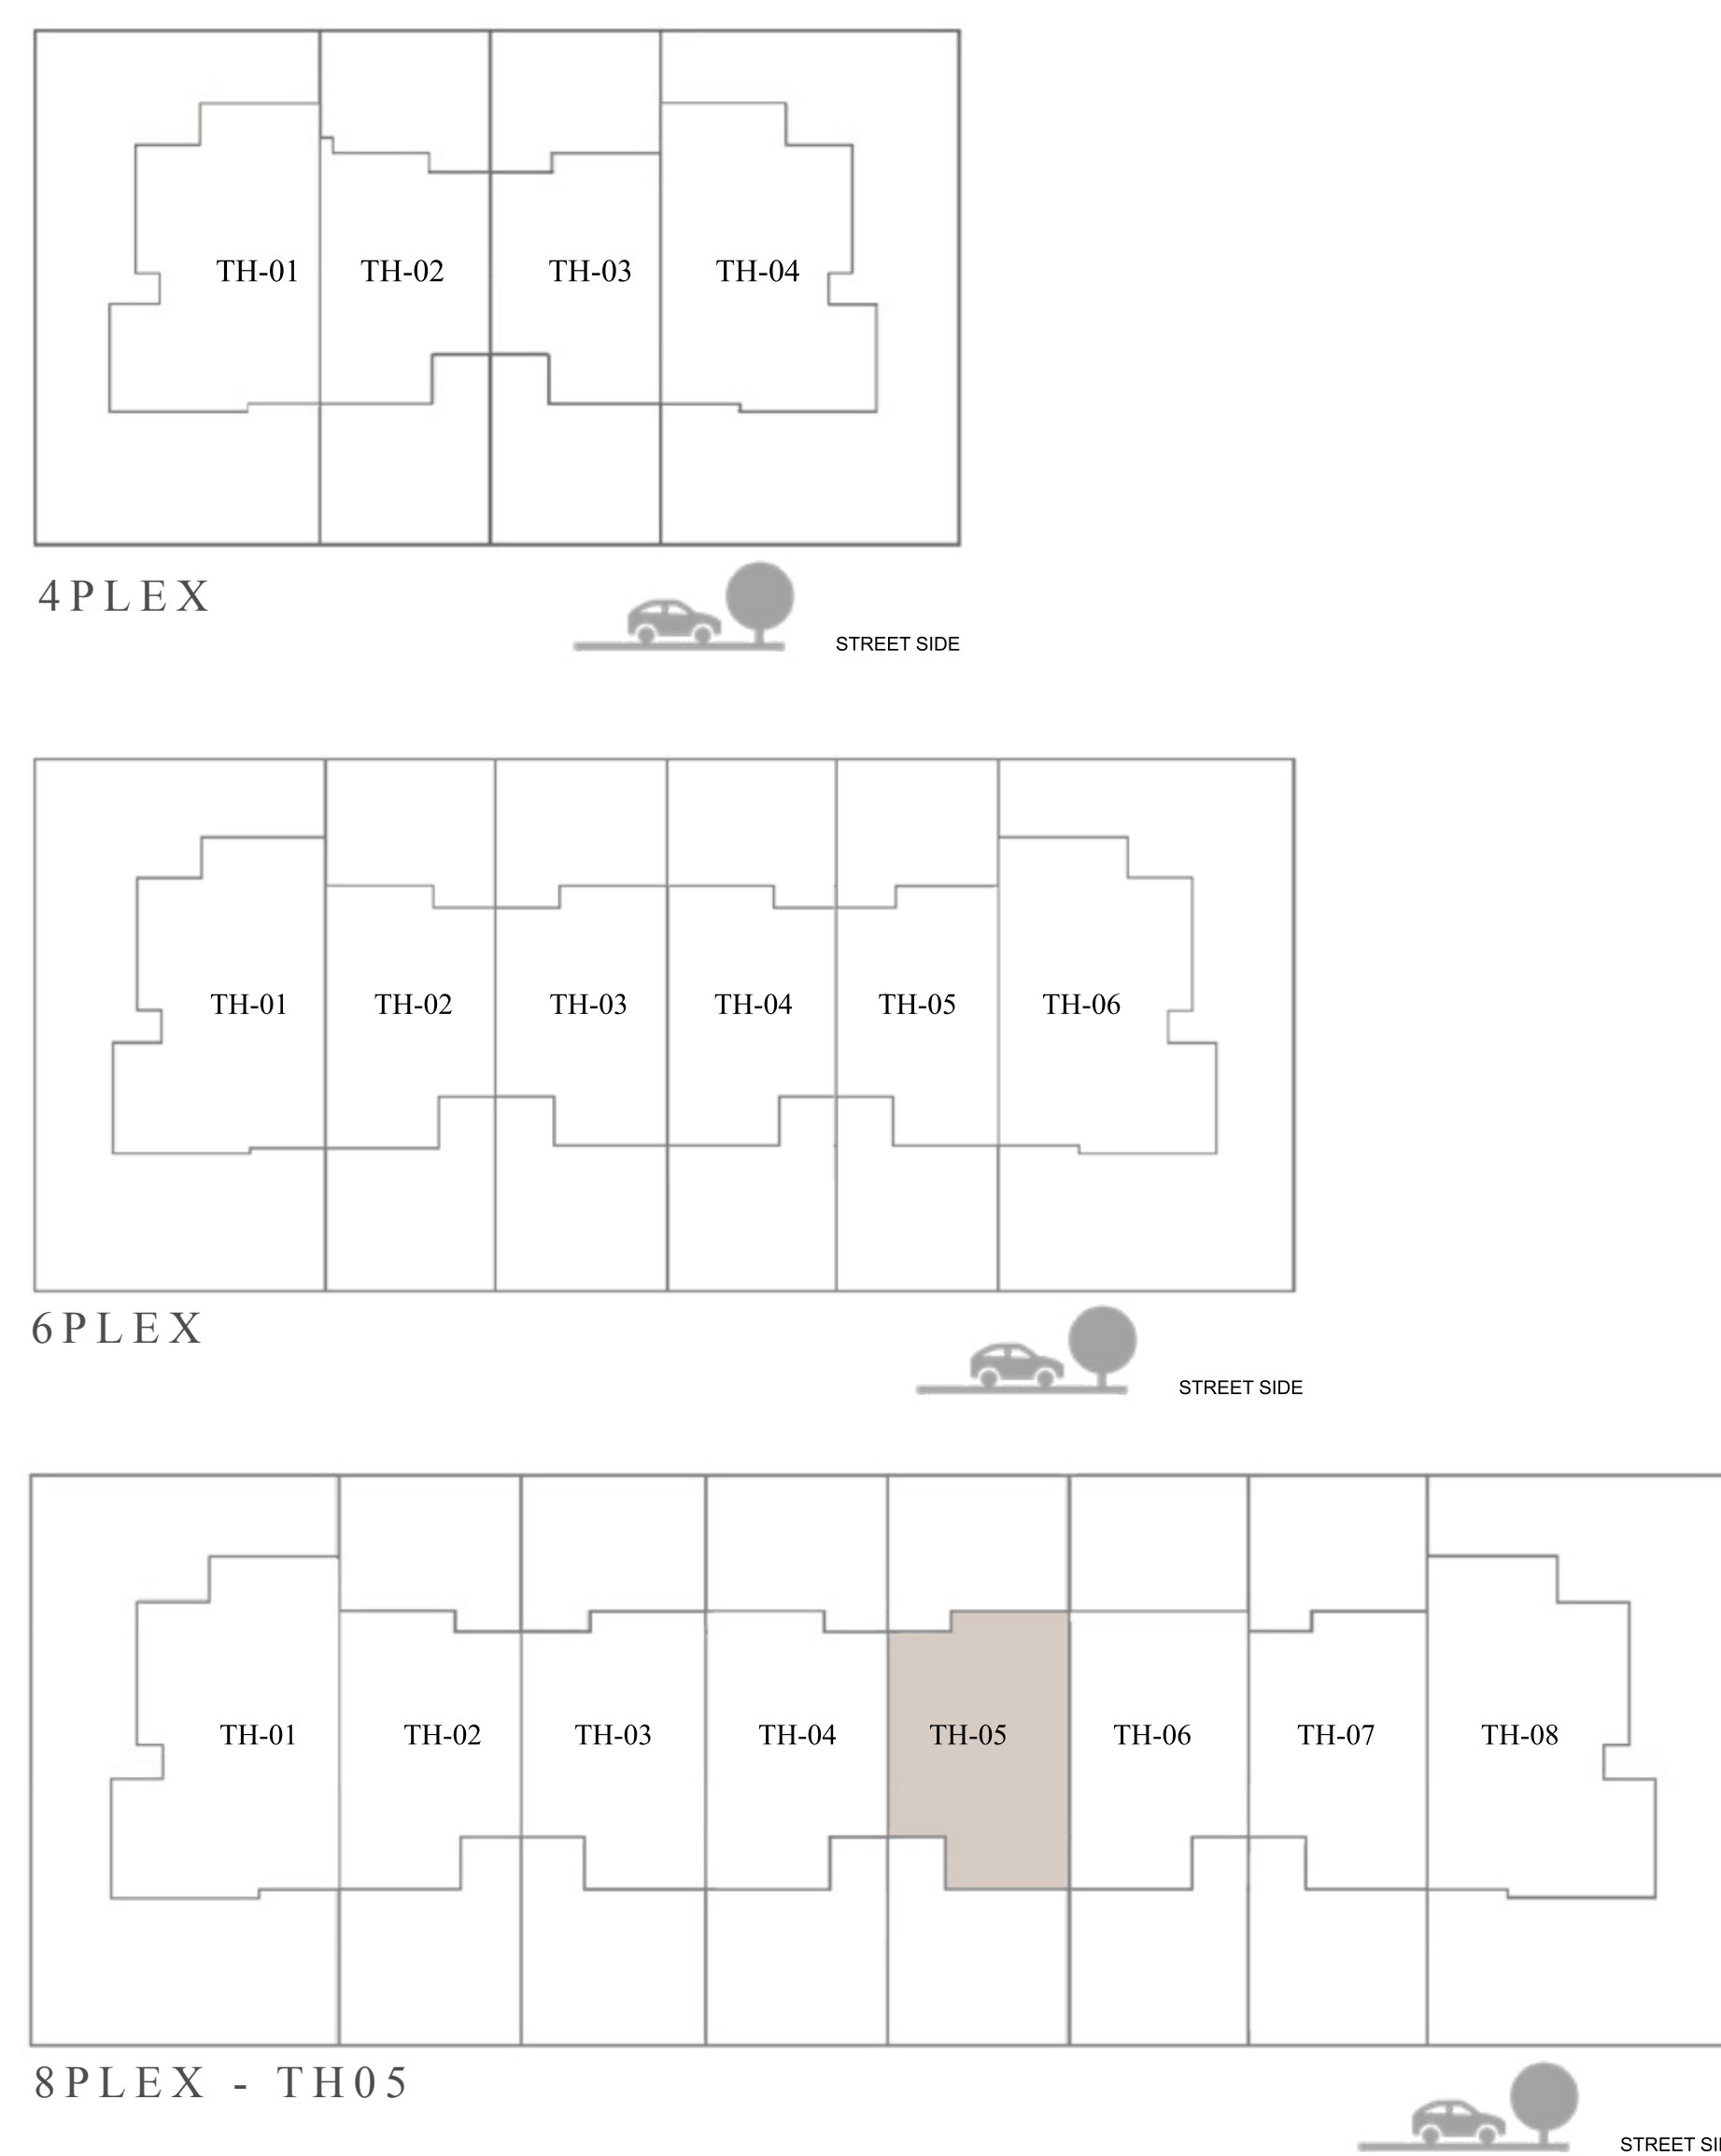 TH-01 TH-02 TH-03 TH-04
4PLEX
STREET SIDE
TH-01 TH-02 TH-03 TH-04 TH-05 TH-06
6PLEX
STREET SIDE
TH-01 TH-02 TH-03 TH-04 TH-05 TH-06 TH-07 TH-08
8PLEX - TH05
STREET